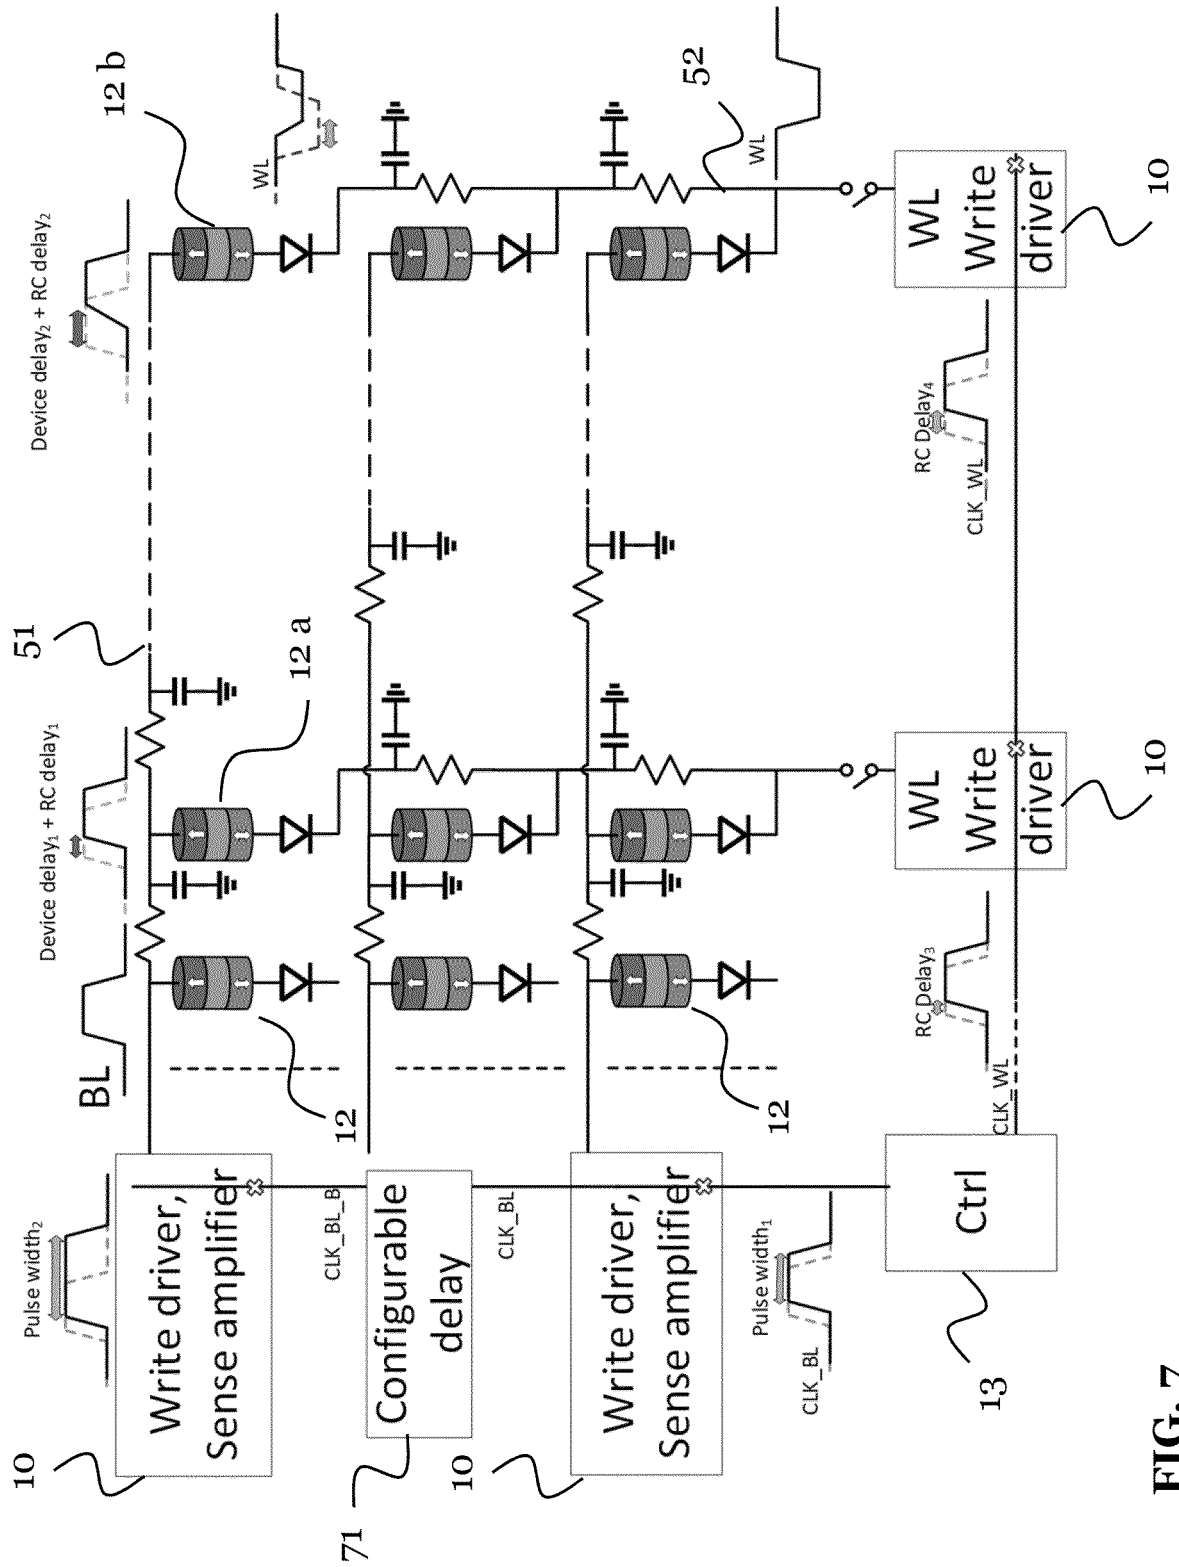 10
Pulse width₂
Write driver,
Sense amplifier
BL
Device delay₁ + RC delay₁
51
Device delay₂ + RC delay₂
12 b
WL
12 a
12
CLK_BL_B
71
Configurable
delay
CLK_BL
10
Write driver,
Sense amplifier
12
52
WL
Pulse width₁
CLK_BL
13
Ctrl
CLK_WL
RC Delay₃
WL
Write
driver
10
RC Delay₄
CLK_WL
WL
Write
driver
10
FIG. 7